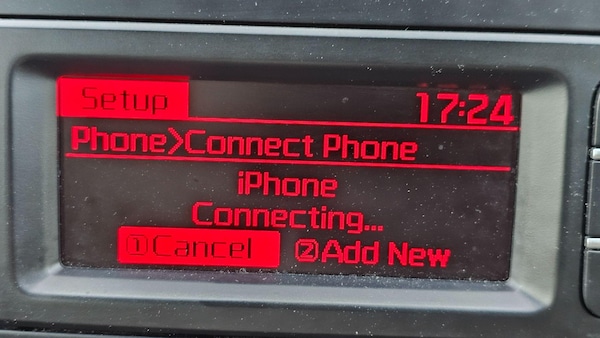 Setup 17:24
Phone>Connect Phone
iPhone
Connecting...
①Cancel ②Add New